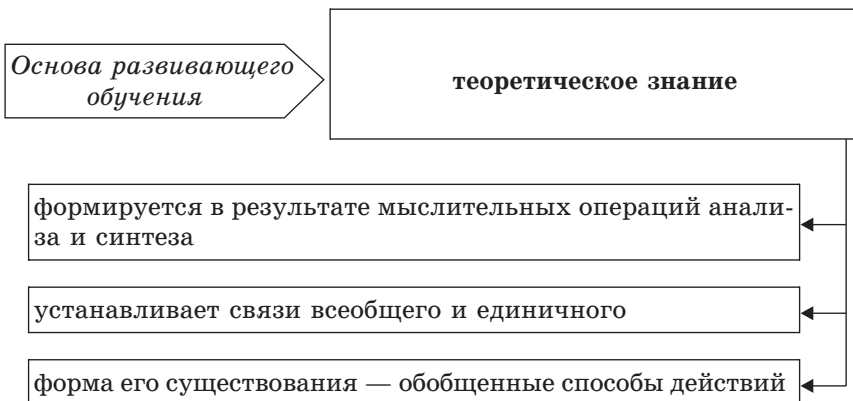 Основа развивающего
обучения
теоретическое знание
формируется в результате мыслительных операций анали-
за и синтеза
устанавливает связи всеобщего и единичного
форма его существования — обобщенные способы действий